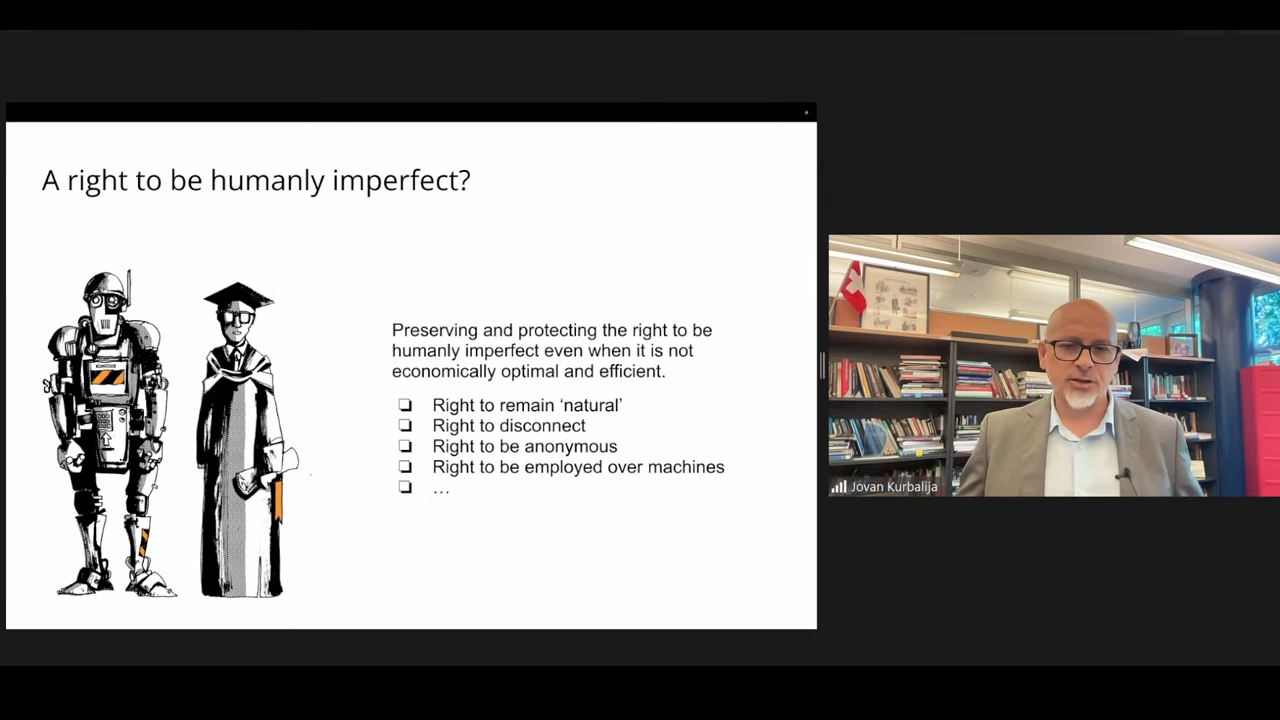 A right to be humanly imperfect?
Preserving and protecting the right to be
humanly imperfect even when it is not
economically optimal and efficient.
❏ Right to remain ‘natural’
❏ Right to disconnect
❏ Right to be anonymous
❏ Right to be employed over machines
❏ ...
Jovan Kurbalija